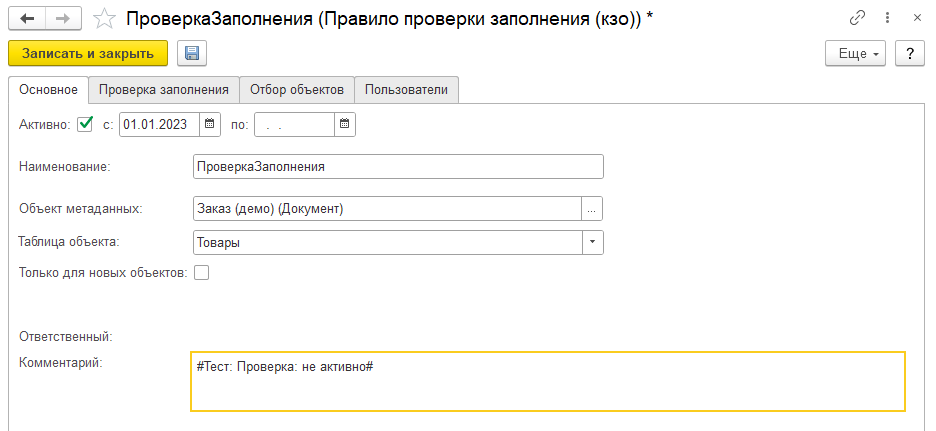 ПроверкаЗаполнения (Правило проверки заполнения (кзо)) *
Записать и закрыть
Еще
?
Основное Проверка заполнения Отбор объектов Пользователи
Активно: с: 01.01.2023 по: . .
Наименование: ПроверкаЗаполнения
Объект метаданных: Заказ (демо) (Документ) ...
Таблица объекта: Товары
Только для новых объектов:
Ответственный:
Комментарий: #Тест: Проверка: не активно#